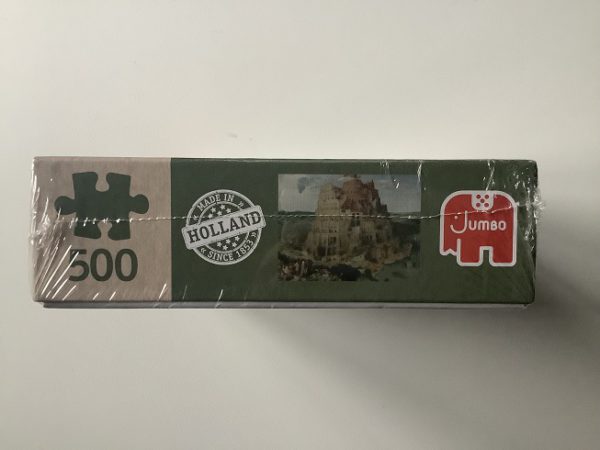 500
MADE IN
HOLLAND
SINCE 1853
Jumbo